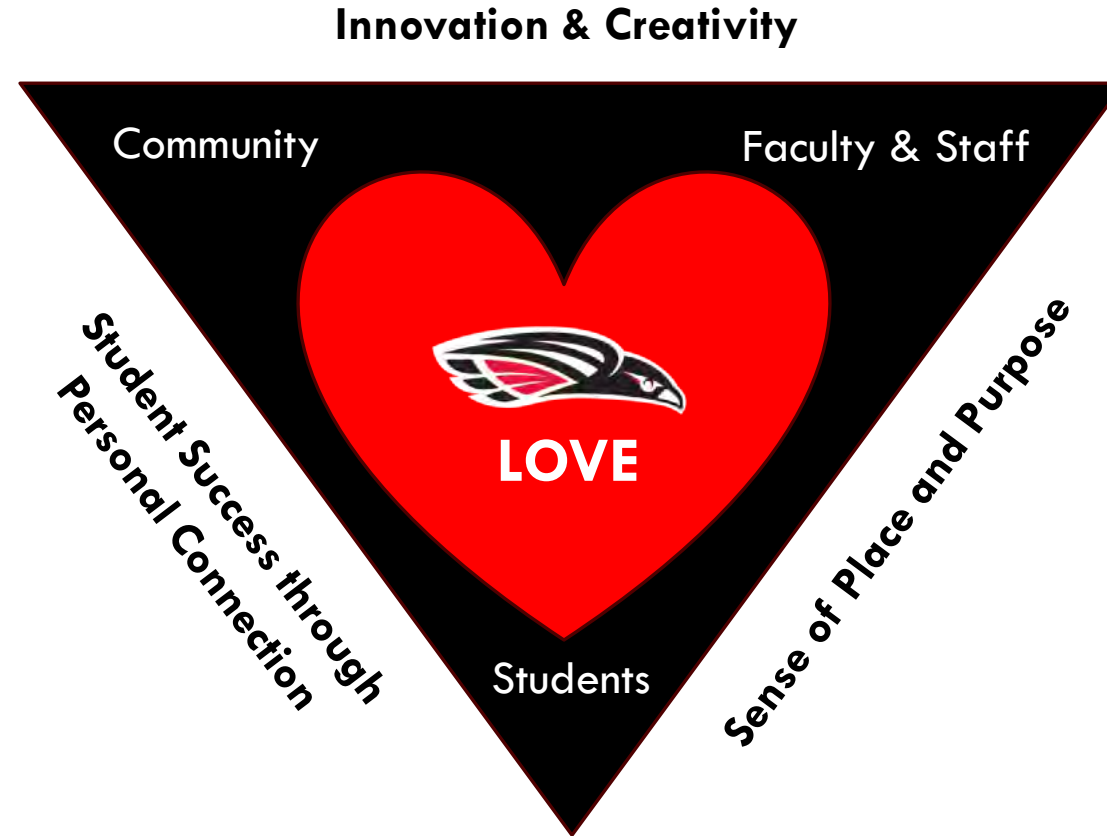 Innovation & Creativity
Community
Faculty & Staff
Student Success through
Personal Connection
LOVE
Sense of Place and Purpose
Students